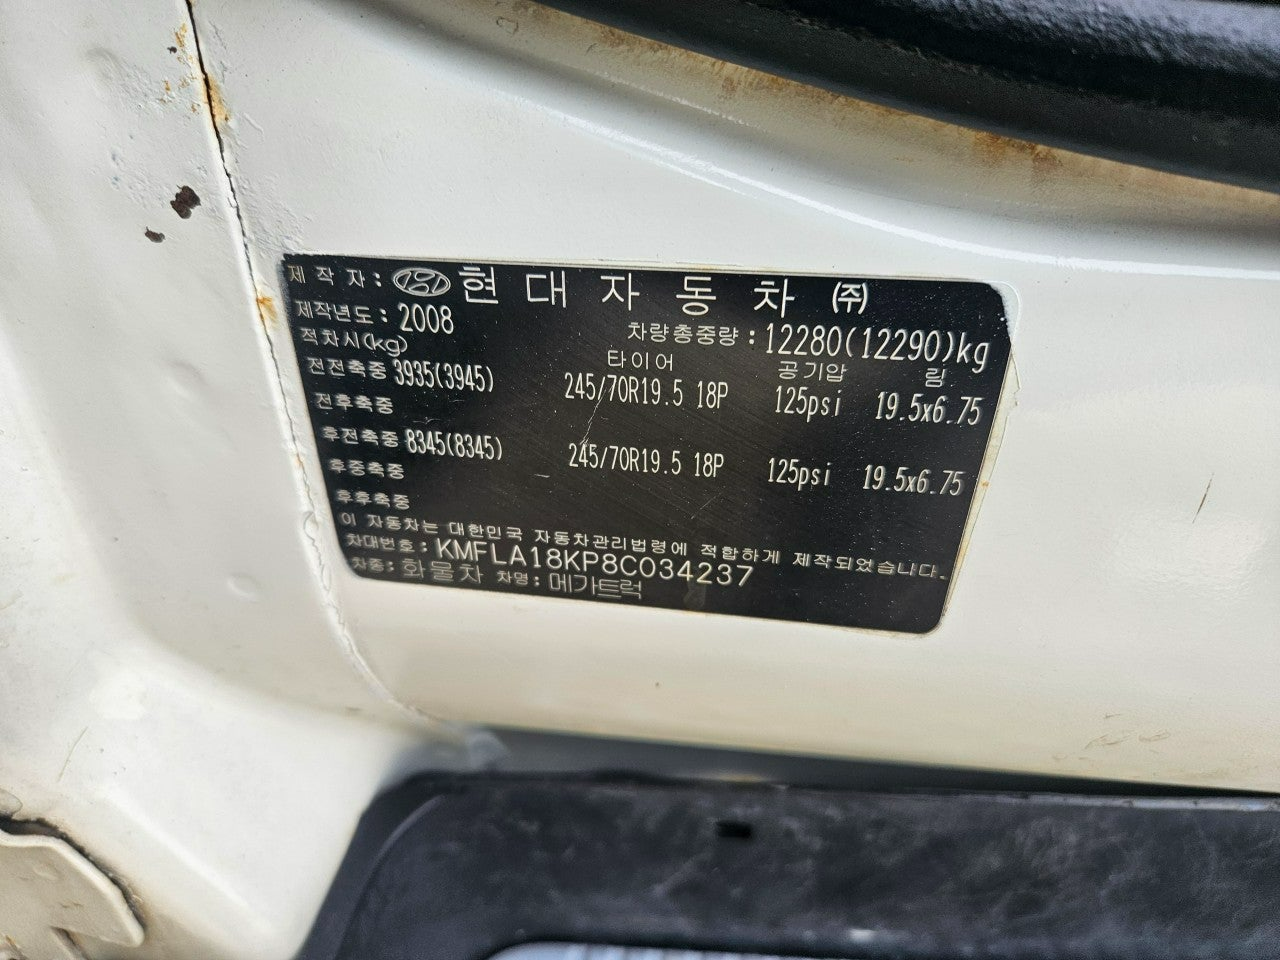 제 작 자 : 현 대 자 동 차 ㈜
제작년도 : 2008 차량총중량 : 12280(12290)kg
적차시(kg) 타이어 공기압 림
전전축중 3935(3945) 245/70R19.5 18P 125psi 19.5x6.75
전후축중
후전축중 8345(8345) 245/70R19.5 18P 125psi 19.5x6.75
후중축중
후후축중
이 자동차는 대한민국 자동차관리법령에 적합하게 제작되었습니다.
차대번호 : KMFLA18KP8C034237
차종 : 화물차 차명 : 메가트럭